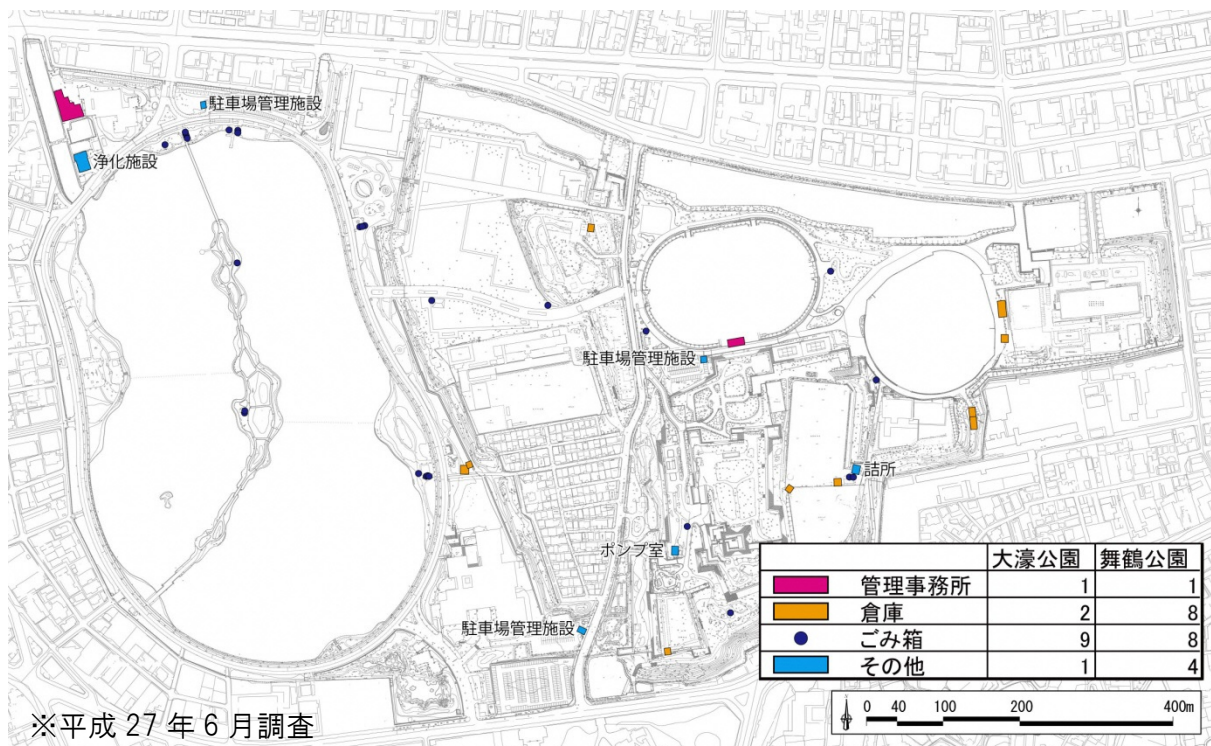 駐車場管理施設
浄化施設
駐車場管理施設
詰所
ポンプ室
駐車場管理施設
大濠公園 舞鶴公園
管理事務所 1 1
倉庫 2 8
ごみ箱 9 8
その他 1 4
0 40 100 200 400m
※平成 27 年 6 月調査